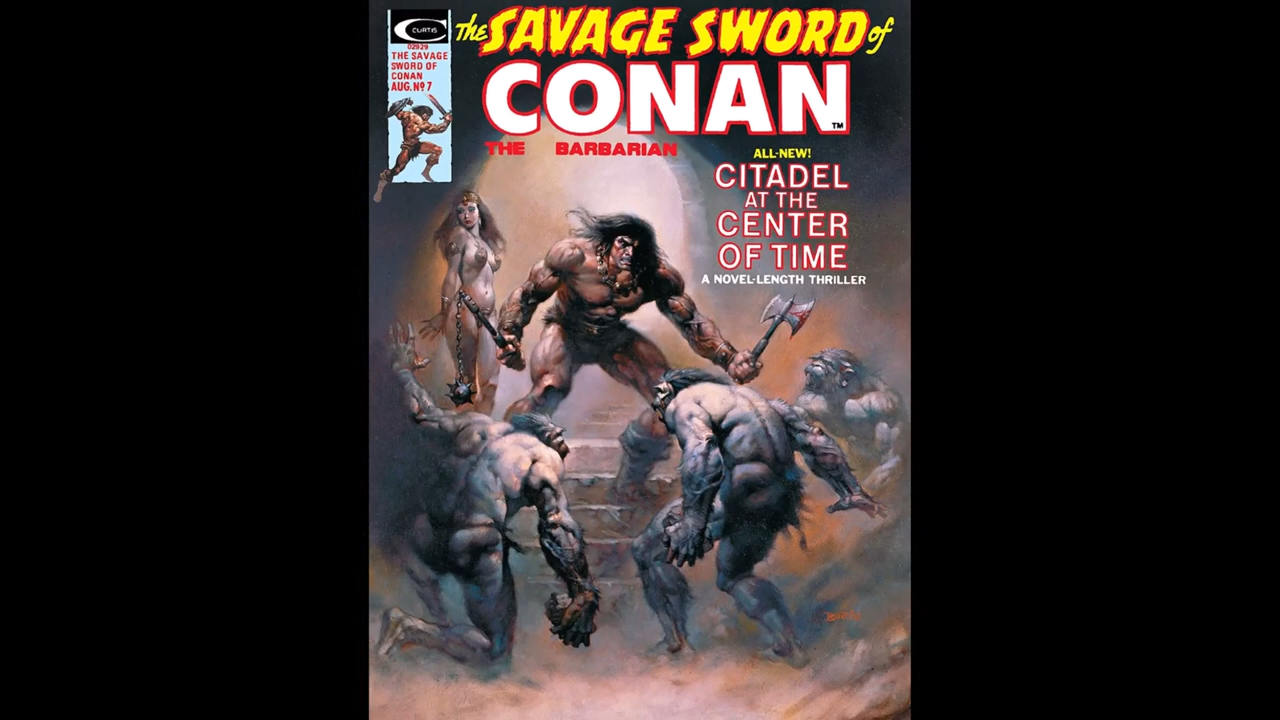 CURTIS
02929
THE SAVAGE
SWORD OF
CONAN
AUG. Nº 7
The SAVAGE SWORD of
CONAN
TM
THE BARBARIAN
ALL-NEW!
CITADEL
AT THE
CENTER
OF TIME
A NOVEL-LENGTH THRILLER